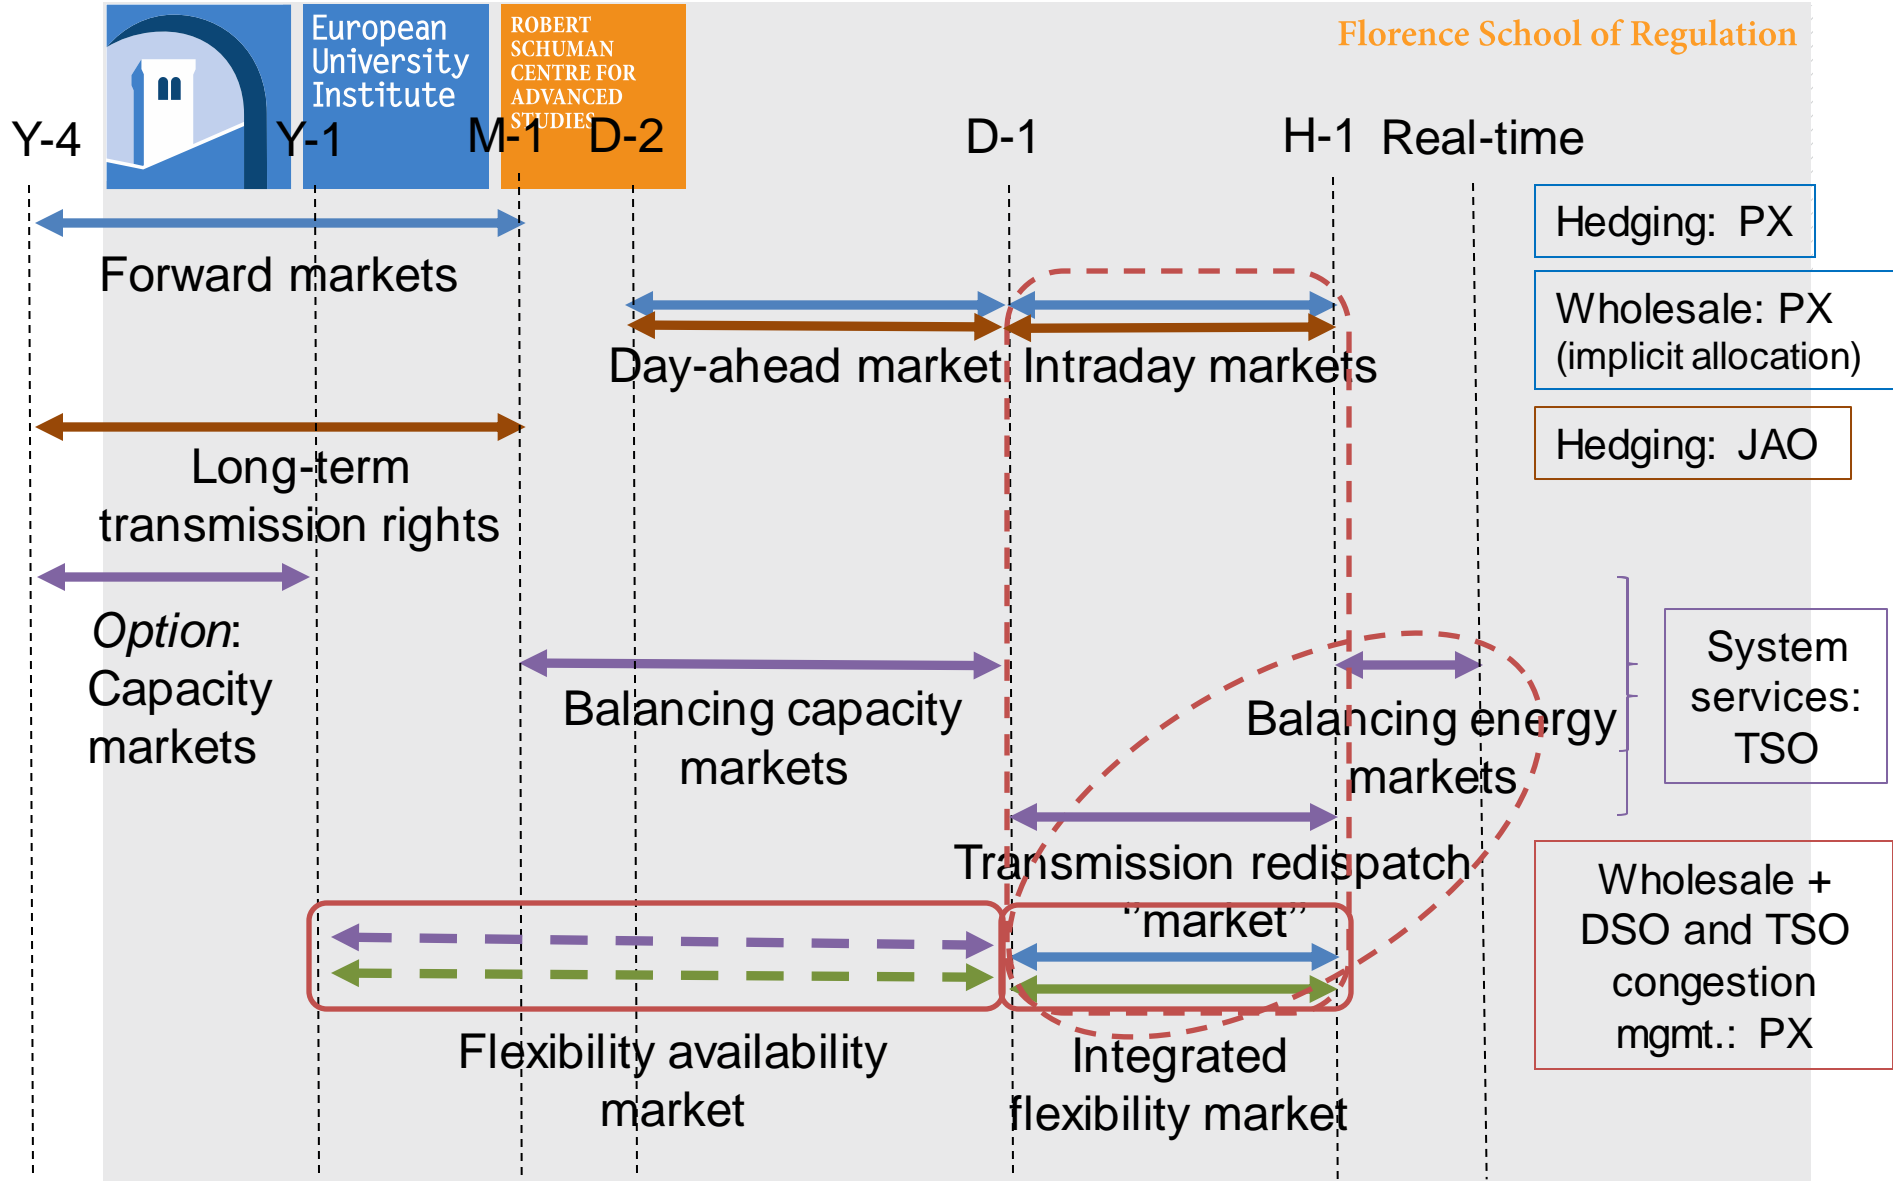 European
University
Institute
ROBERT
SCHUMAN
CENTRE FOR
ADVANCED
STUDIES
Florence School of Regulation
Y-4
Y-1
M-1
D-2
D-1
H-1
Real-time
Forward markets
Day-ahead market
Intraday markets
Long-term
transmission rights
Option:
Capacity
markets
Balancing capacity
markets
Balancing energy
markets
Transmission redispatch
"market"
Flexibility availability
market
Integrated
flexibility market
Hedging: PX
Wholesale: PX
(implicit allocation)
Hedging: JAO
System
services:
TSO
Wholesale +
DSO and TSO
congestion
mgmt.: PX